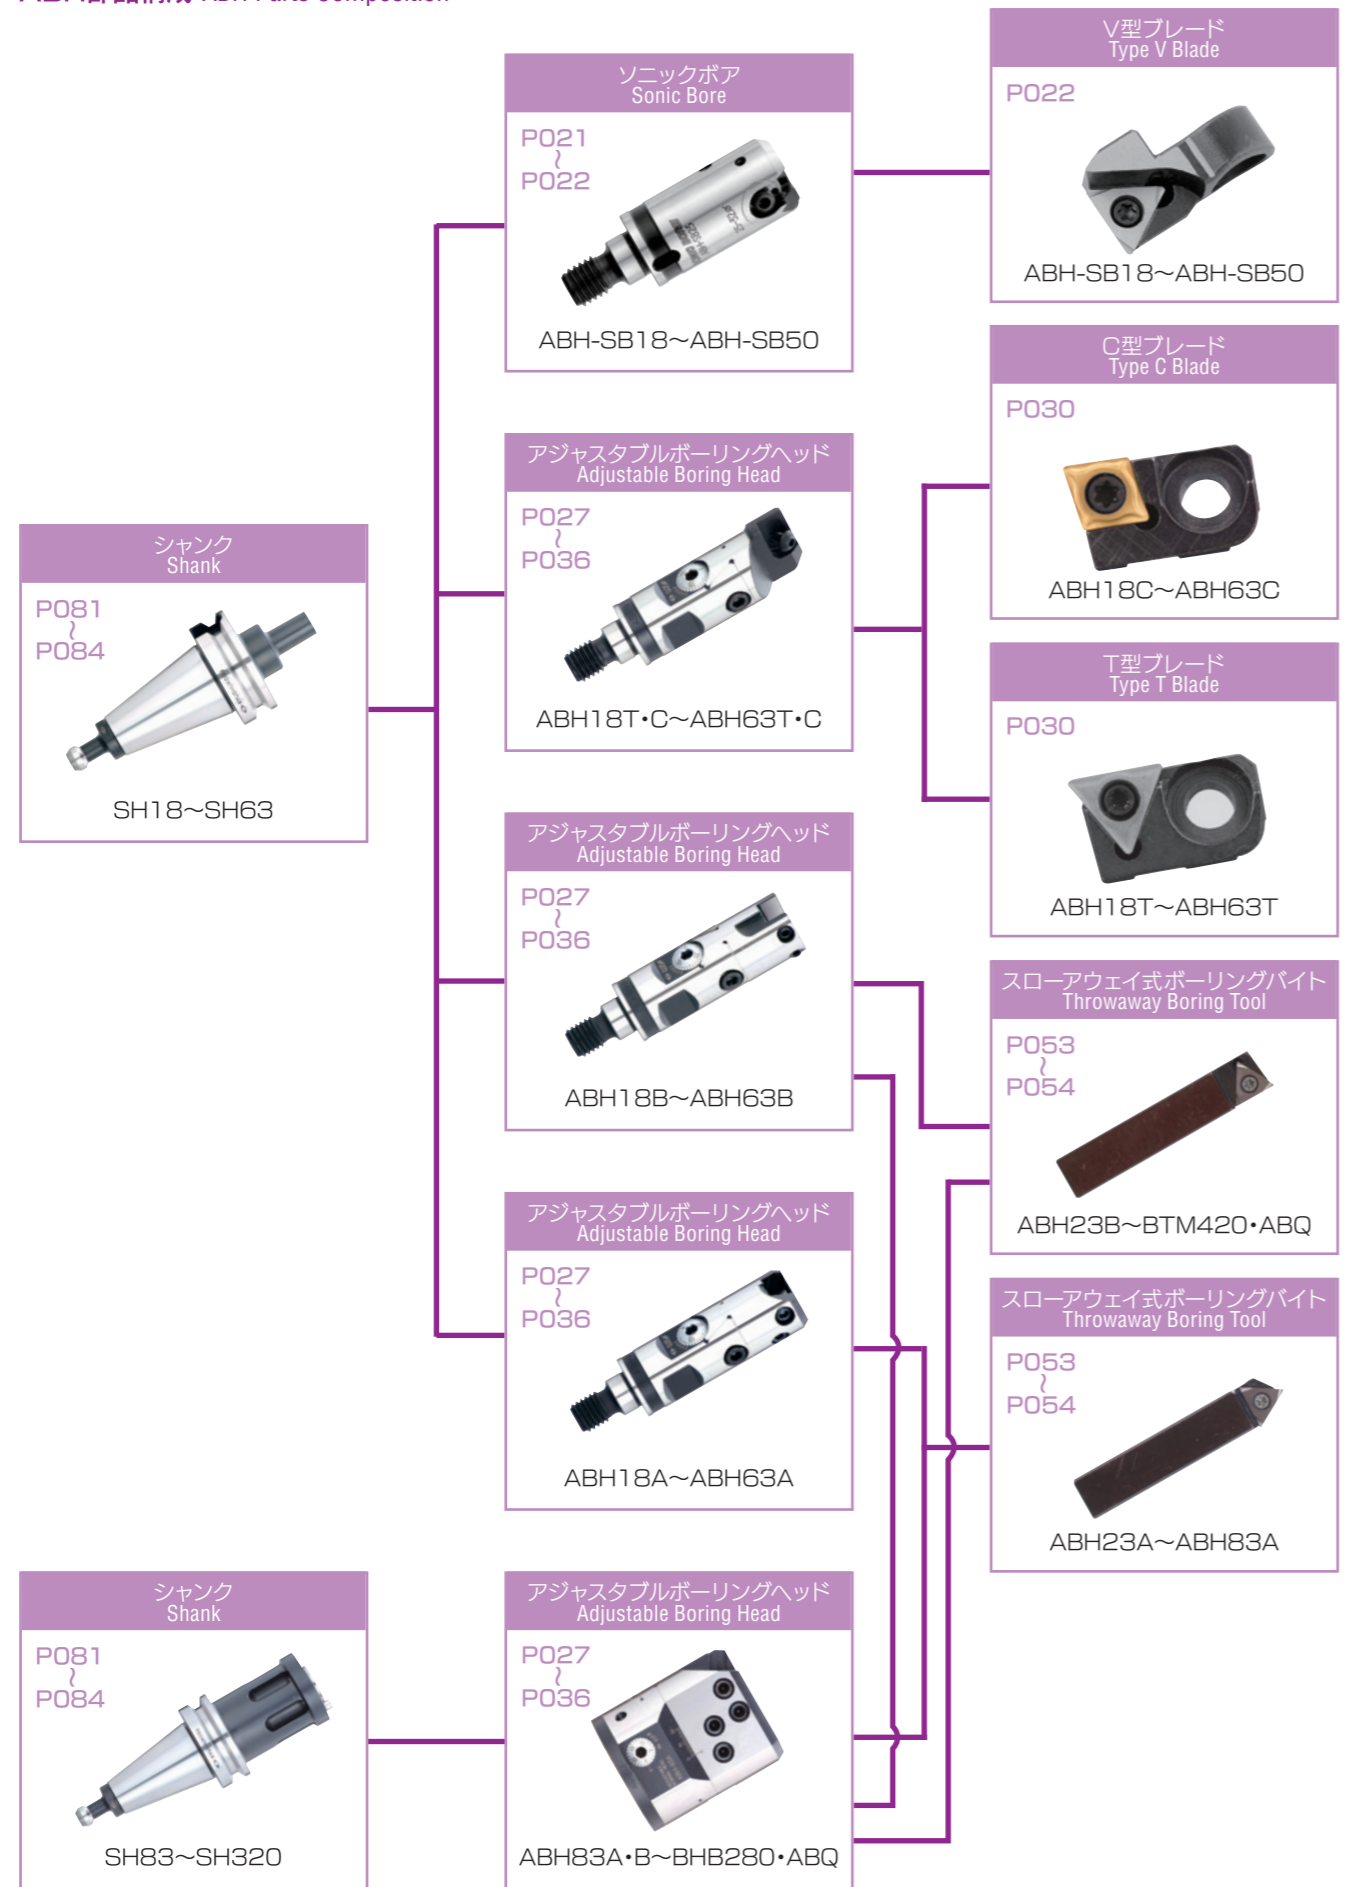 ABH部品構成 ABH Parts Composition
シャンク
Shank
P081
〜
P084
SH18〜SH63
シャンク
Shank
P081
〜
P084
SH83〜SH320
ソニックボア
Sonic Bore
P021
〜
P022
ABH-SB18〜ABH-SB50
アジャスタブルボーリングヘッド
Adjustable Boring Head
P027
〜
P036
ABH18T・C〜ABH63T・C
アジャスタブルボーリングヘッド
Adjustable Boring Head
P027
〜
P036
ABH18B〜ABH63B
アジャスタブルボーリングヘッド
Adjustable Boring Head
P027
〜
P036
ABH18A〜ABH63A
アジャスタブルボーリングヘッド
Adjustable Boring Head
P027
〜
P036
ABH83A・B〜BHB280・ABQ
V型ブレード
Type V Blade
P022
ABH-SB18〜ABH-SB50
C型ブレード
Type C Blade
P030
ABH18C〜ABH63C
T型ブレード
Type T Blade
P030
ABH18T〜ABH63T
スローアウェイ式ボーリングバイト
Throwaway Boring Tool
P053
〜
P054
ABH23B〜BTM420・ABQ
スローアウェイ式ボーリングバイト
Throwaway Boring Tool
P053
〜
P054
ABH23A〜ABH83A